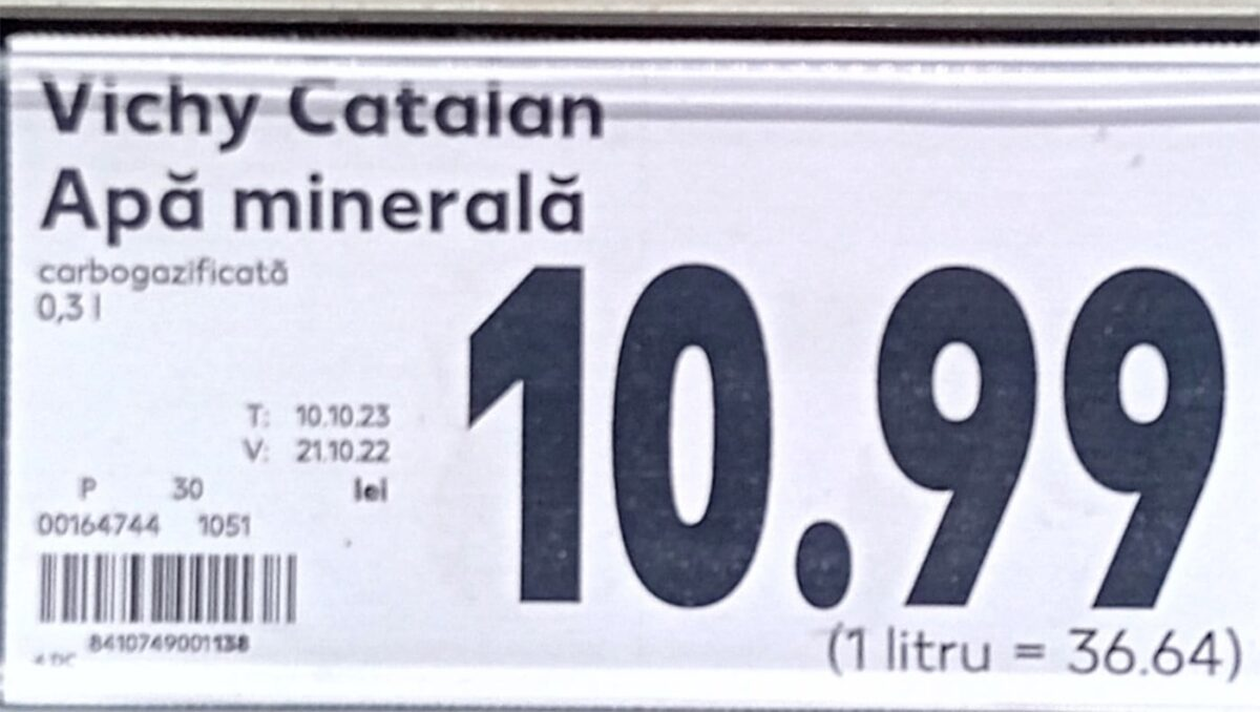 Vichy Catalan
Apă minerală
carbogazificată
0,3 l
10.99
T: 10.10.23
V: 21.10.22
P 30 lei
00164744 1051
8410749001138
(1 litru = 36.64)